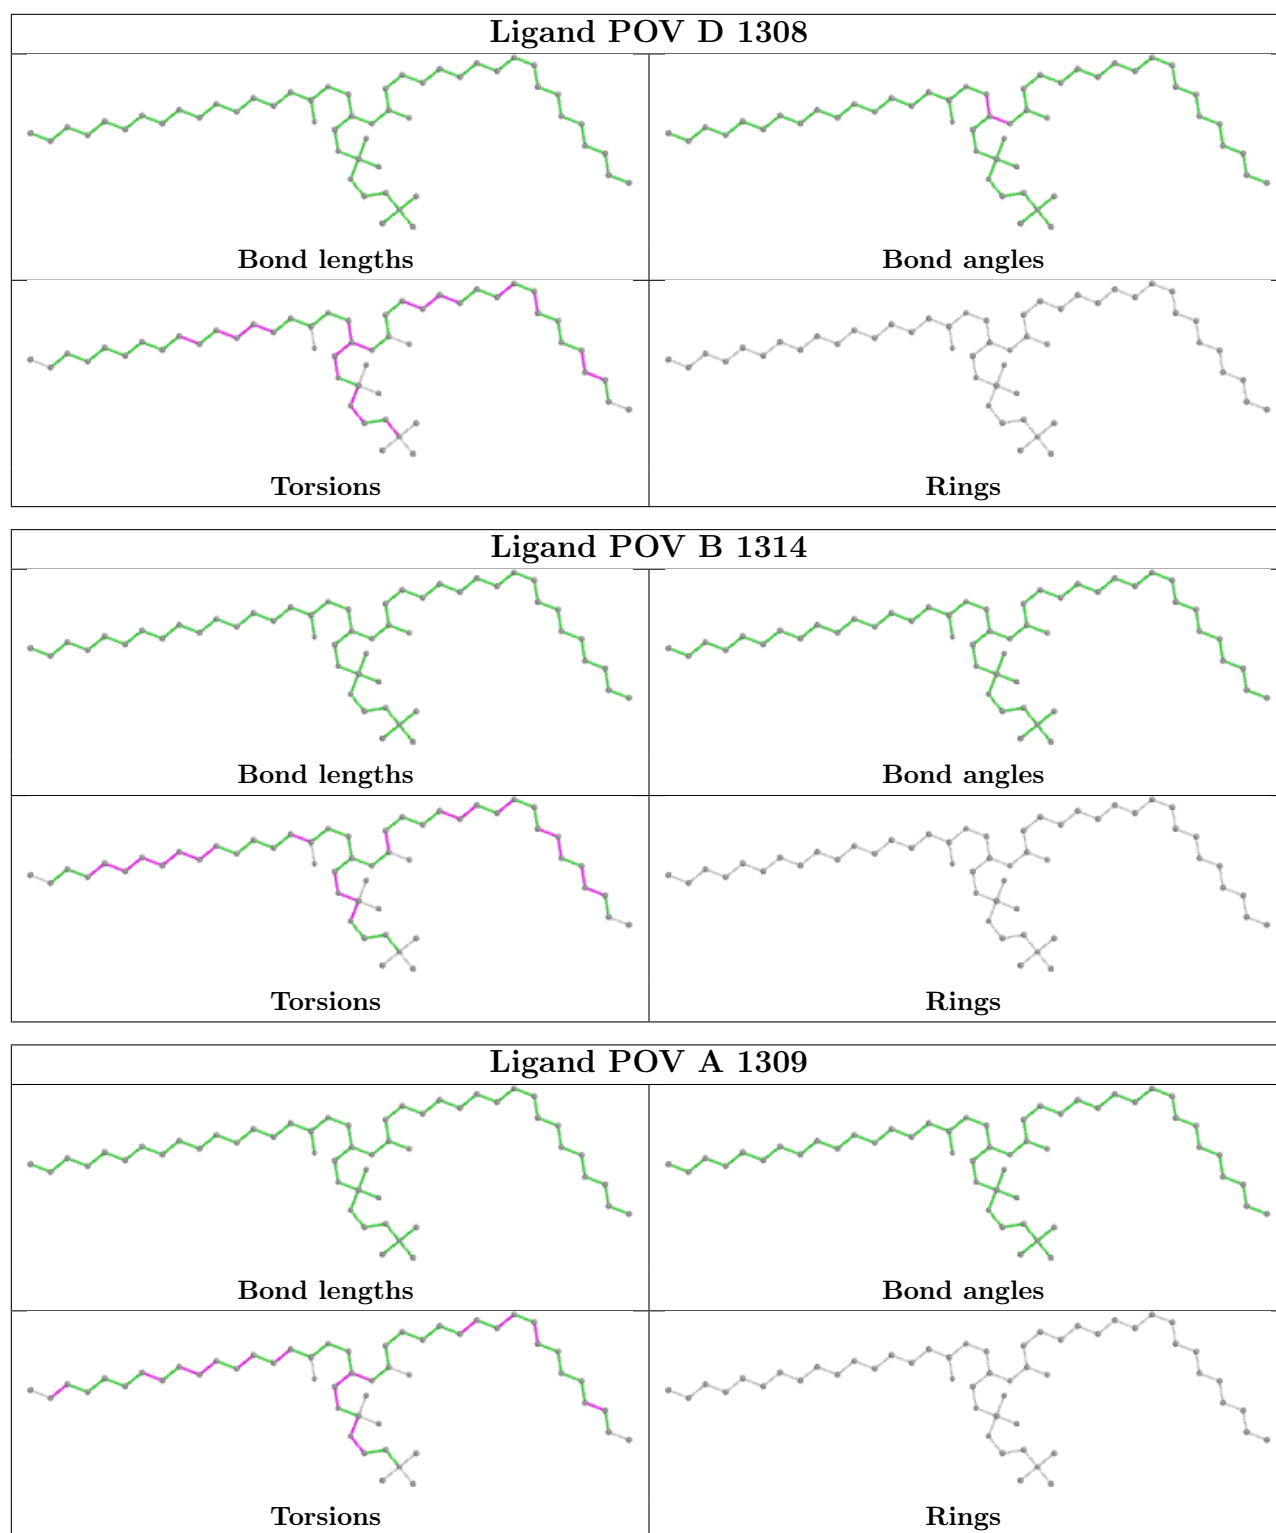 Ligand POV D 1308
Bond lengths
Bond angles
Torsions
Rings
Ligand POV B 1314
Bond lengths
Bond angles
Torsions
Rings
Ligand POV A 1309
Bond lengths
Bond angles
Torsions
Rings